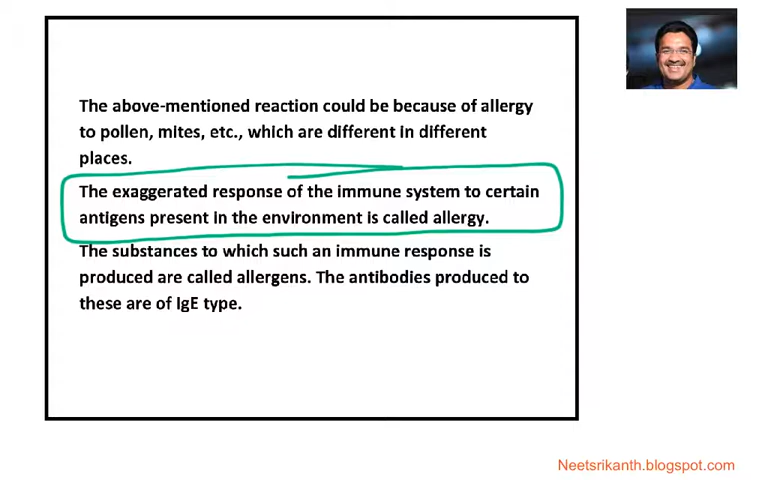 The above-mentioned reaction could be because of allergy
to pollen, mites, etc., which are different in different
places.
The exaggerated response of the immune system to certain
antigens present in the environment is called allergy.
The substances to which such an immune response is
produced are called allergens. The antibodies produced to
these are of IgE type.
Neetsrikanth.blogspot.com